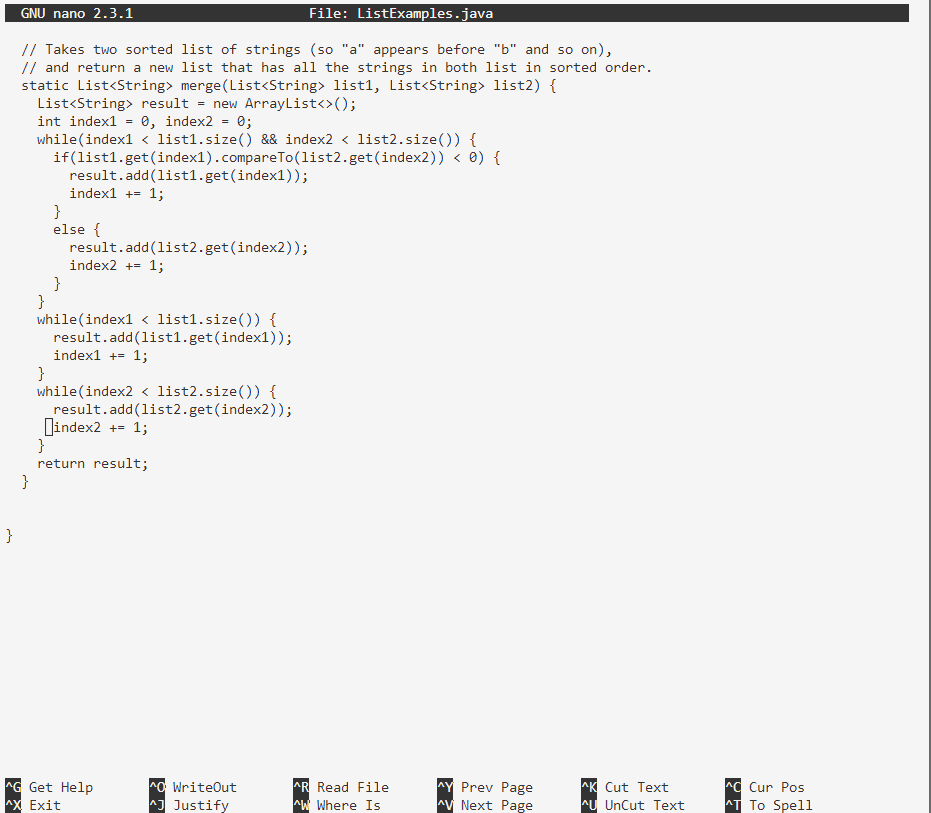 GNU nano 2.3.1 File: ListExamples.java
// Takes two sorted list of strings (so "a" appears before "b" and so on),
// and return a new list that has all the strings in both list in sorted order.
static List<String> merge(List<String> list1, List<String> list2) {
List<String> result = new ArrayList<>();
int index1 = 0, index2 = 0;
while(index1 < list1.size() && index2 < list2.size()) {
if(list1.get(index1).compareTo(list2.get(index2)) < 0) {
result.add(list1.get(index1));
index1 += 1;
}
else {
result.add(list2.get(index2));
index2 += 1;
}
}
while(index1 < list1.size()) {
result.add(list1.get(index1));
index1 += 1;
}
while(index2 < list2.size()) {
result.add(list2.get(index2));
index2 += 1;
}
return result;
}
}
^G Get Help ^O WriteOut ^R Read File ^Y Prev Page ^K Cut Text ^C Cur Pos
^X Exit ^J Justify ^W Where Is ^V Next Page ^U UnCut Text ^T To Spell